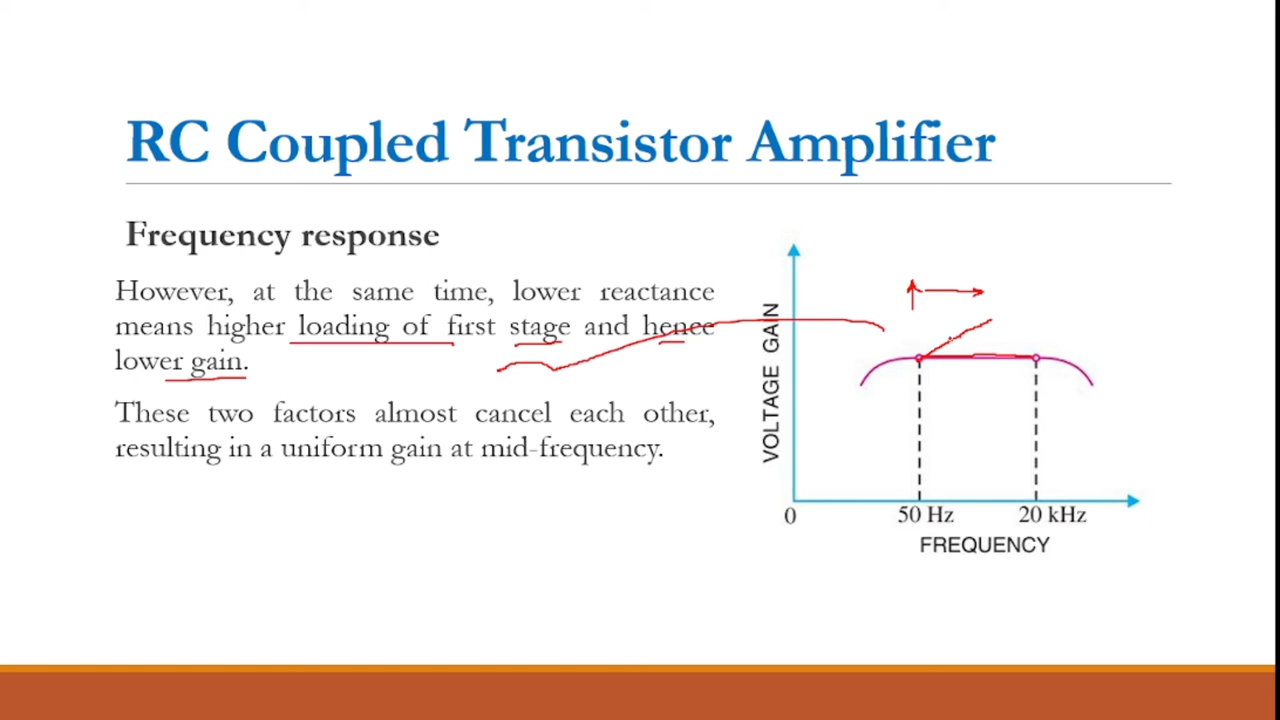 RC Coupled Transistor Amplifier
Frequency response
However, at the same time, lower reactance
means higher loading of first stage and hence
lower gain.
These two factors almost cancel each other,
resulting in a uniform gain at mid-frequency.
VOLTAGE GAIN
0
50 Hz
20 kHz
FREQUENCY